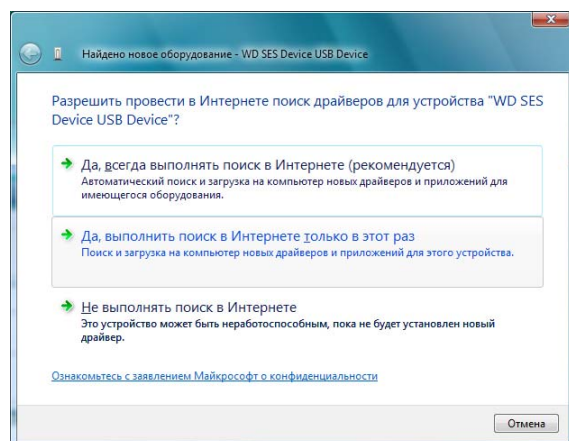 Найдено новое оборудование - WD SES Device USB Device
Разрешить провести в Интернете поиск драйверов для устройства "WD SES
Device USB Device"?
Да, всегда выполнять поиск в Интернете (рекомендуется)
Автоматический поиск и загрузка на компьютер новых драйверов и приложений для
имеющегося оборудования.
Да, выполнить поиск в Интернете только в этот раз
Поиск и загрузка на компьютер новых драйверов и приложений для этого устройства.
Не выполнять поиск в Интернете
Это устройство может быть неработоспособным, пока не будет установлен новый
драйвер.
Ознакомьтесь с заявлением Майкрософт о конфиденциальности
Отмена